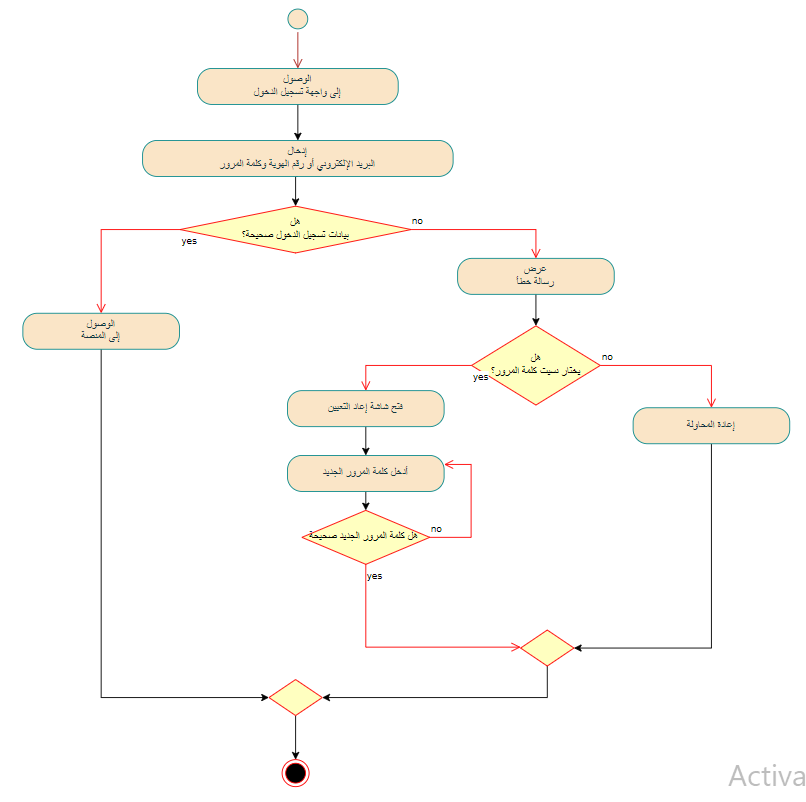 الوصول
إلى واجهة تسجيل الدخول
إدخال
البريد الإلكتروني أو رقم الهوية وكلمة المرور
هل
بيانات تسجيل الدخول صحيحة؟
no
yes
عرض
رسالة خطأ
الوصول
إلى المنصة
هل
يختار نسيت كلمة المرور؟
no
yes
فتح شاشة إعاد التعيين
إعادة المحاولة
أدخل كلمة المرور الجديد
هل كلمة المرور الجديد صحيحة
no
yes
Activa